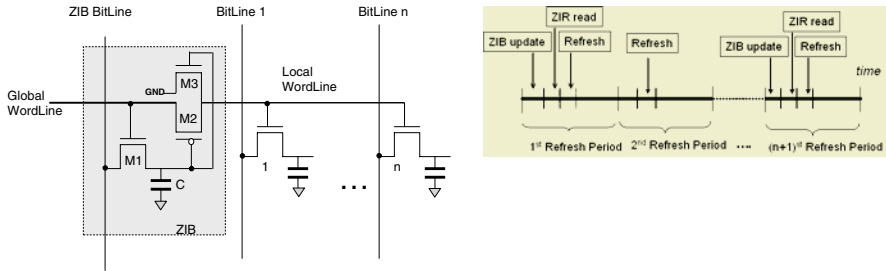 ZIB BitLine
BitLine 1
BitLine n
M3
GND
Local
WordLine
Global
WordLine
M2
M1
C
1
...
n
ZIB
ZIR read
ZIR read
ZIB update
Refresh
Refresh
ZIB update
Refresh
time
1st Refresh Period
2nd Refresh Period
....
(n+1)st Refresh Period